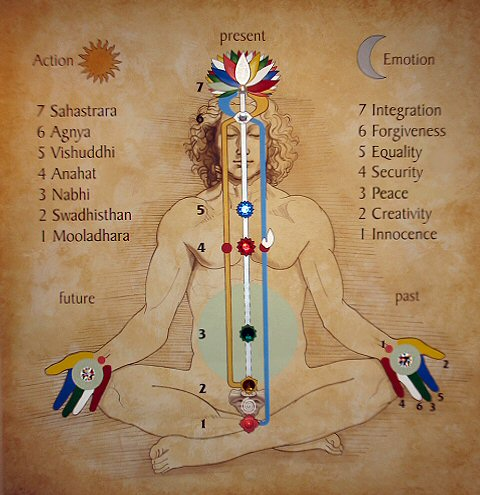 present
Action
Emotion
7 Sahastrara
6 Agnya
5 Vishuddhi
4 Anahat
3 Nabhi
2 Swadhisthan
1 Mooladhara
7 Integration
6 Forgiveness
5 Equality
4 Security
3 Peace
2 Creativity
1 Innocence
7
6
5
4
3
2
1
future
past
1
2
4
6
3
5